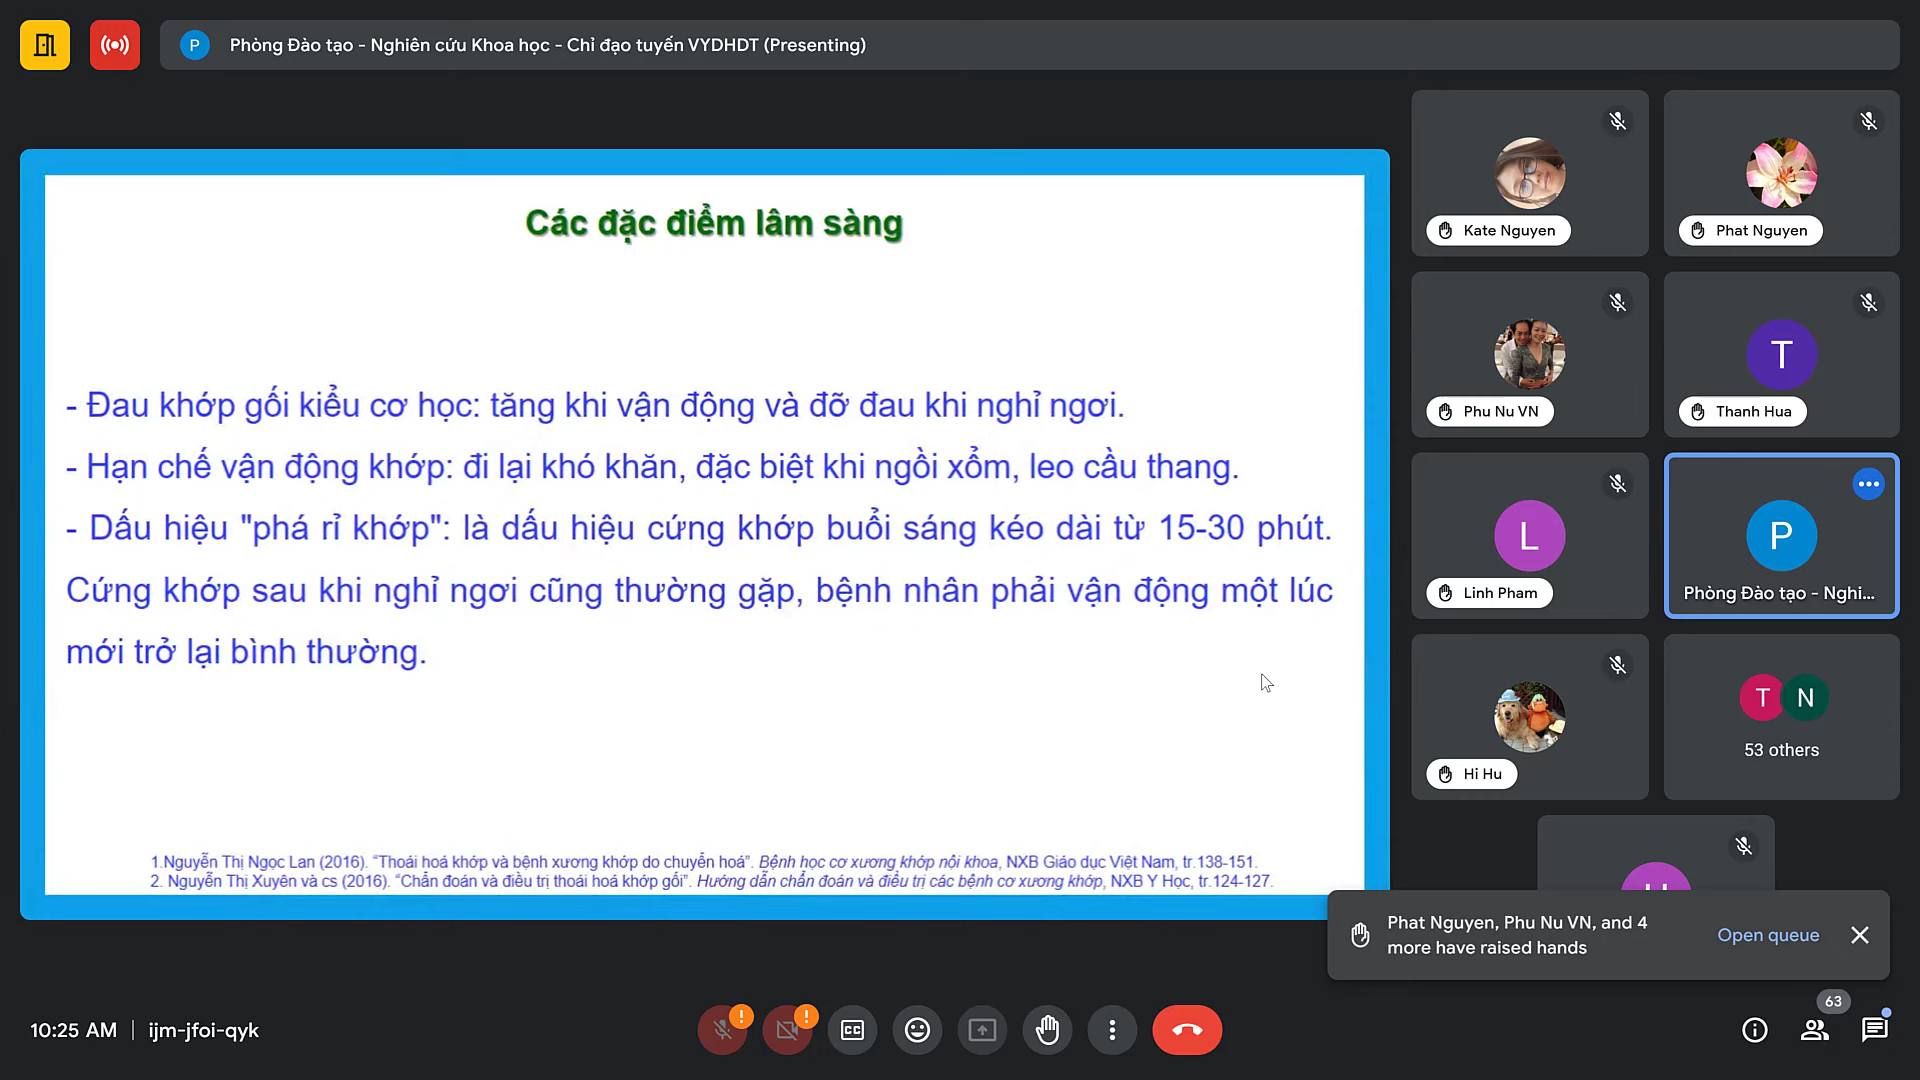 P Phòng Đào tạo - Nghiên cứu Khoa học - Chỉ đạo tuyến VYDHDT (Presenting)
Các đặc điểm lâm sàng
- Đau khớp gối kiểu cơ học: tăng khi vận động và đỡ đau khi nghỉ ngơi.
- Hạn chế vận động khớp: đi lại khó khăn, đặc biệt khi ngồi xổm, leo cầu thang.
- Dấu hiệu "phá rỉ khớp": là dấu hiệu cứng khớp buổi sáng kéo dài từ 15-30 phút.
Cứng khớp sau khi nghỉ ngơi cũng thường gặp, bệnh nhân phải vận động một lúc
mới trở lại bình thường.
1.Nguyễn Thị Ngọc Lan (2016). “Thoái hoá khớp và bệnh xương khớp do chuyển hoá”. Bệnh học cơ xương khớp nội khoa, NXB Giáo dục Việt Nam, tr.138-151.
2. Nguyễn Thị Xuyên và cs (2016). “Chẩn đoán và điều trị thoái hoá khớp gối”. Hướng dẫn chẩn đoán và điều trị các bệnh cơ xương khớp, NXB Y Học, tr.124-127.
Kate Nguyen
Phat Nguyen
Phu Nu VN
T
Thanh Hua
L
Linh Pham
P
Phòng Đào tạo - Nghi...
Hi Hu
T N
53 others
Phat Nguyen, Phu Nu VN, and 4
more have raised hands
Open queue
10:25 AM | ijm-jfoi-qyk
CC
63